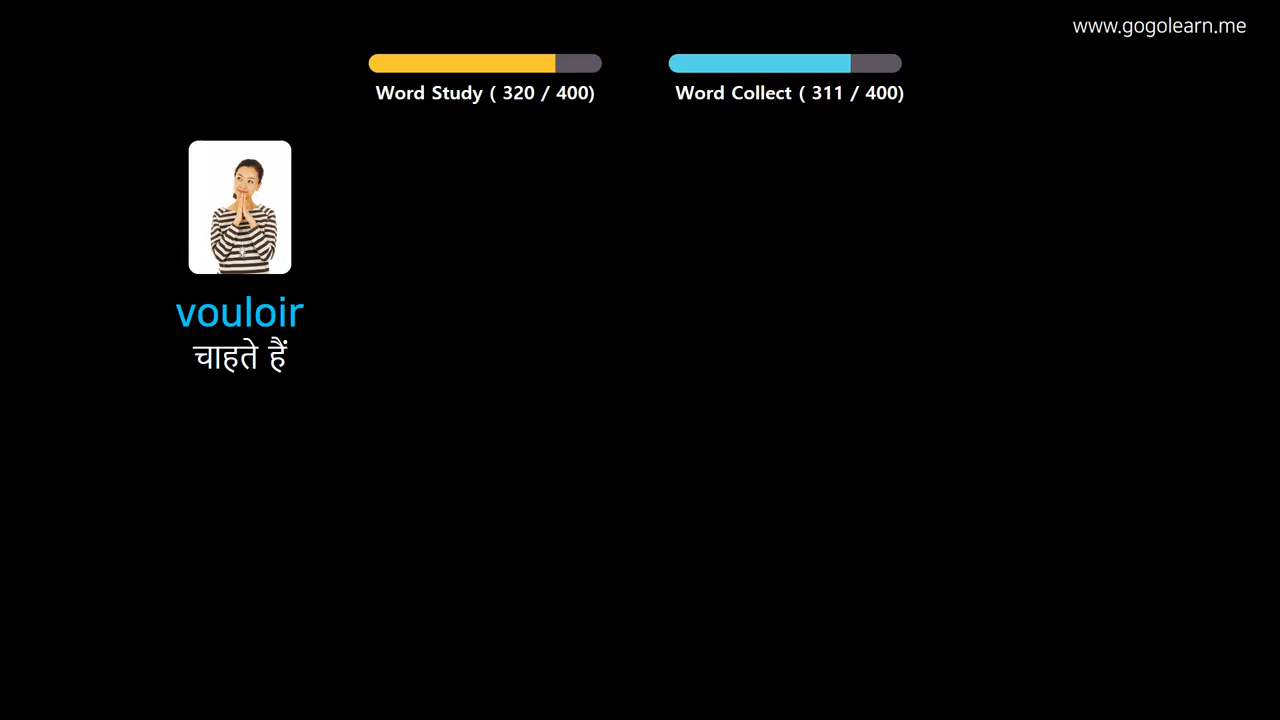 www.gogolearn.me
Word Study ( 320 / 400)
Word Collect ( 311 / 400)
vouloir
चाहते हैं